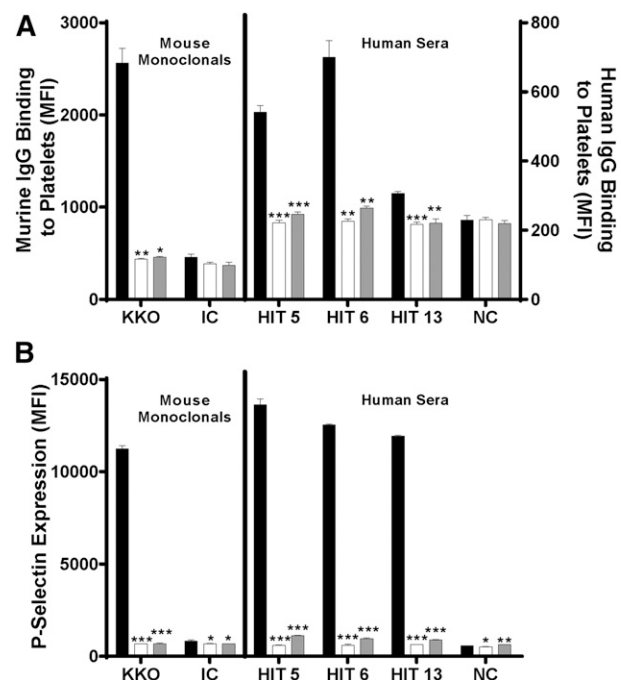 A
Mouse
Monoclonals
Human Sera
Murine IgG Binding
to Platelets (MFI)
3000
2000
1000
0
800
600
400
200
0
Human IgG Binding
to Platelets (MFI)
** *
*** ***
** **
*** **
KKO IC HIT 5 HIT 6 HIT 13 NC
B
Mouse
Monoclonals
Human Sera
P-Selectin Expression (MFI)
15000
10000
5000
0
*** ***
* *
*** ***
*** ***
*** ***
* **
KKO IC HIT 5 HIT 6 HIT 13 NC